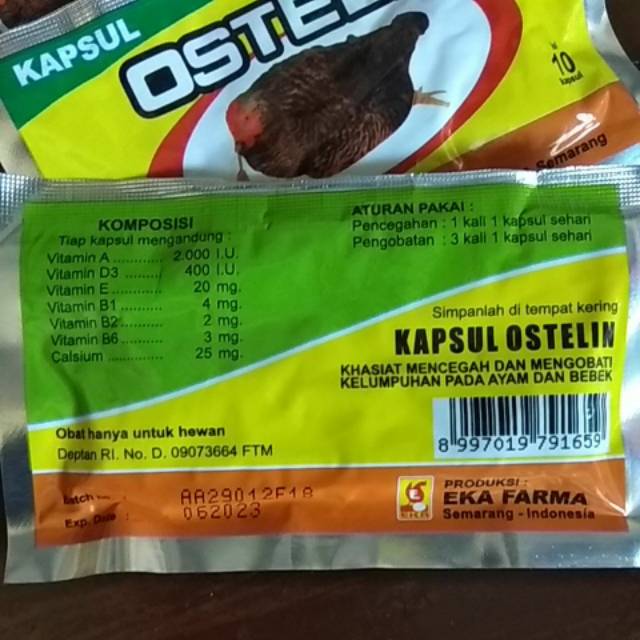 KAPSUL
10
kapsul
Semarang
KOMPOSISI
Tiap kapsul mengandung :
Vitamin A ............ 2.000 I.U.
Vitamin D3 ......... 400 I.U.
Vitamin E ............ 20 mg.
Vitamin B1 .......... 4 mg.
Vitamin B2 .......... 2 mg.
Vitamin B6 .......... 3 mg.
Calsium .............. 25 mg.
ATURAN PAKAI :
Pencegahan : 1 kali 1 kapsul sehari
Pengobatan : 3 kali 1 kapsul sehari
Simpanlah di tempat kering
KAPSUL OSTELIN
KHASIAT MENCEGAH DAN MENGOBATI
KELUMPUHAN PADA AYAM DAN BEBEK
8 997019 791659
Obat hanya untuk hewan
Deptan RI. No. D. 09073664 FTM
Batch No. : AA29012F18
Exp. Date : 062023
PRODUKSI :
EKA FARMA
Semarang - Indonesia